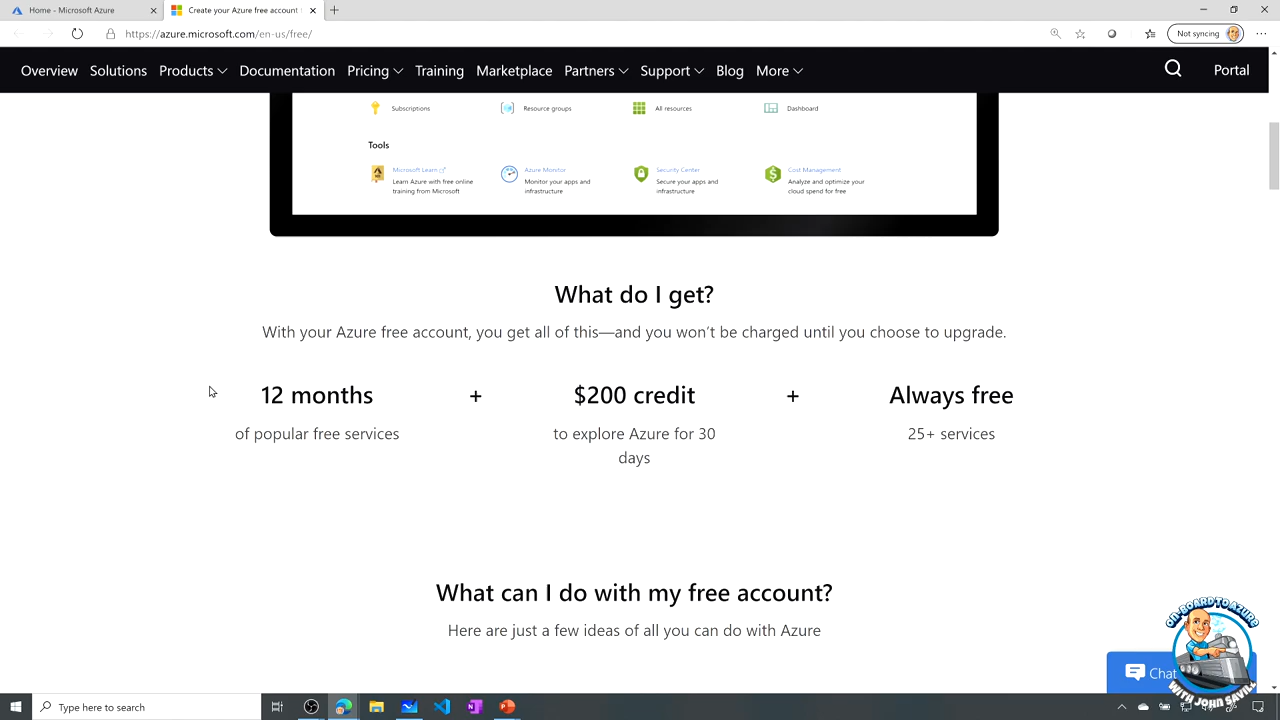 Home - Microsoft Azure
Create your Azure free account
https://azure.microsoft.com/en-us/free/
Not syncing
Overview Solutions Products Documentation Pricing Training Marketplace Partners Support Blog More Portal
Subscriptions Resource groups All resources Dashboard
Tools
Microsoft Learn Azure Monitor Security Center Cost Management
Learn Azure with free online Monitor your apps and Secure your apps and Analyze and optimize your
training from Microsoft infrastructure infrastructure cloud spend for free
What do I get?
With your Azure free account, you get all of this—and you won't be charged until you choose to upgrade.
12 months + $200 credit + Always free
of popular free services to explore Azure for 30 25+ services
days
What can I do with my free account?
Here are just a few ideas of all you can do with Azure
ON-BOARD TO AZURE
Chat
WITH JOHN SAVILL
Type here to search